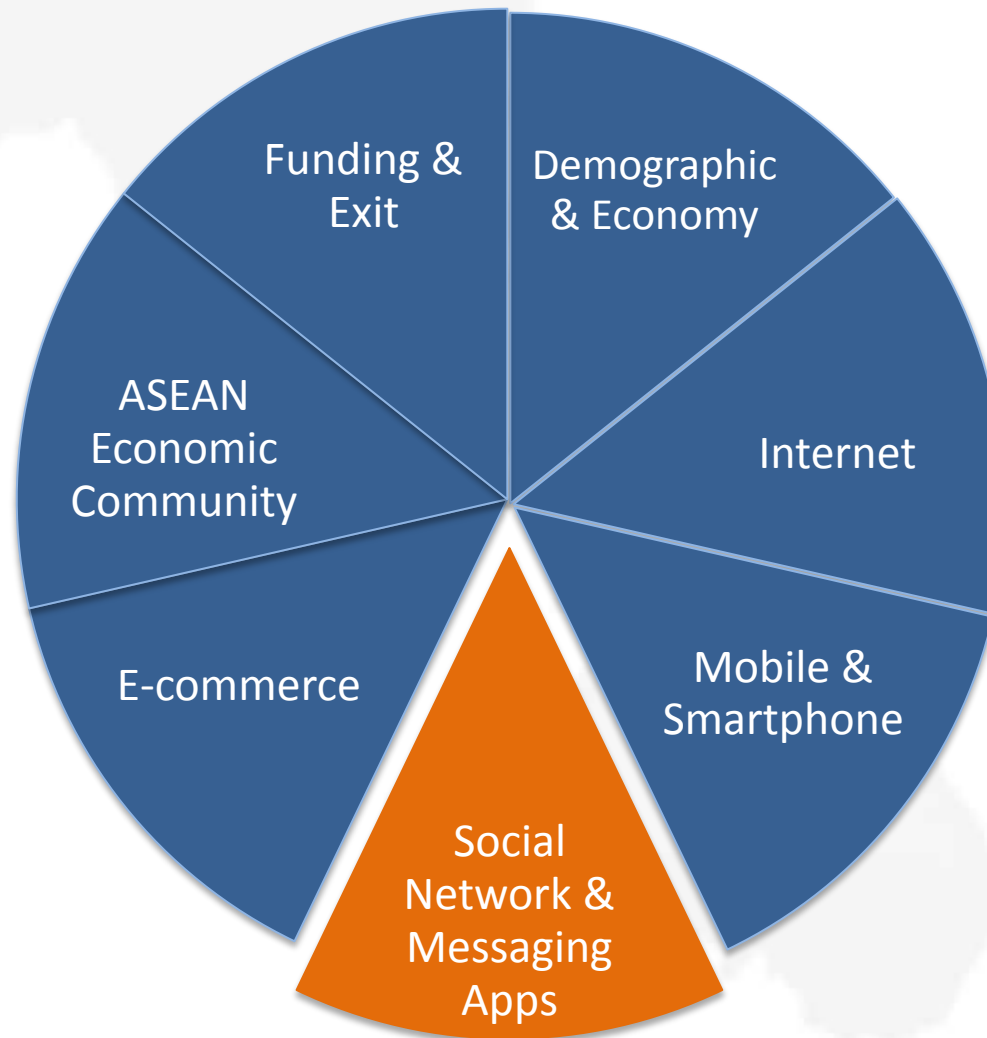 Funding &
Exit
Demographic
& Economy
ASEAN
Economic
Community
Internet
E-commerce
Mobile &
Smartphone
Social
Network &
Messaging
Apps